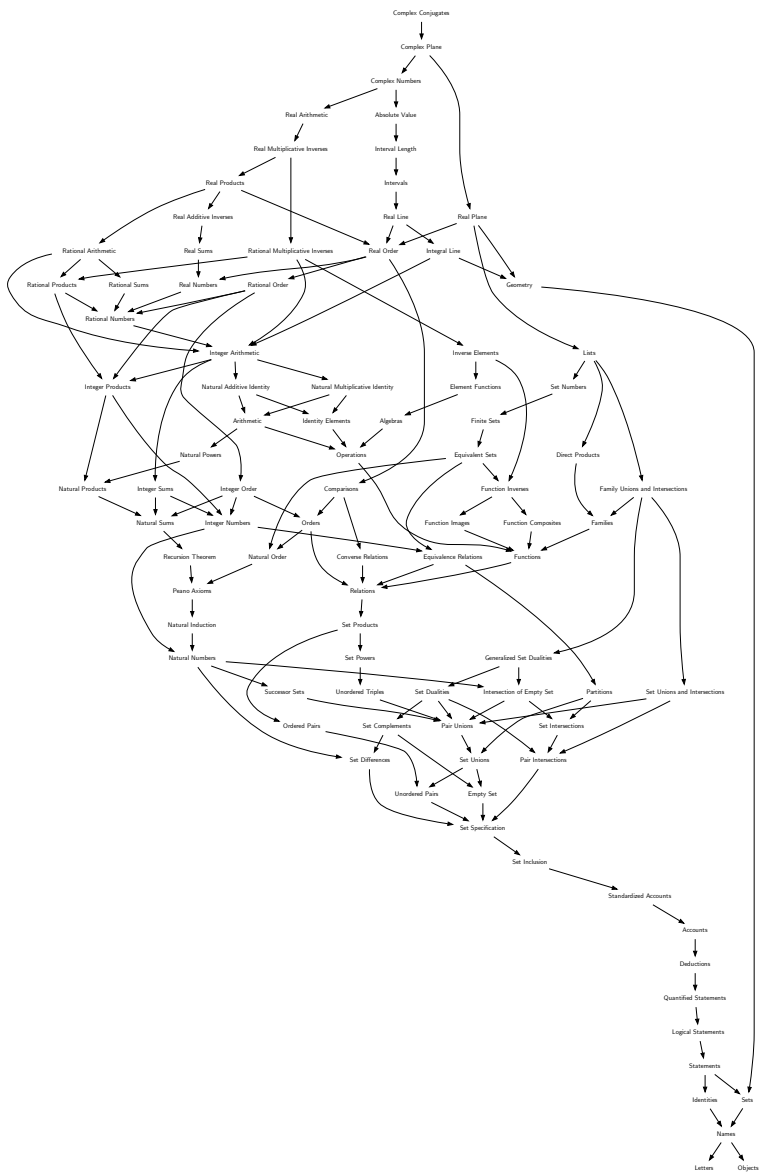 Complex Conjugates
Complex Plane
Complex Numbers
Real Arithmetic
Absolute Value
Real Multiplicative Inverses
Interval Length
Real Products
Intervals
Real Additive Inverses
Real Line
Real Plane
Rational Arithmetic
Real Sums
Rational Multiplicative Inverses
Real Order
Integral Line
Rational Products
Rational Sums
Real Numbers
Rational Order
Geometry
Rational Numbers
Integer Arithmetic
Inverse Elements
Lists
Integer Products
Natural Additive Identity
Natural Multiplicative Identity
Element Functions
Set Numbers
Arithmetic
Identity Elements
Algebras
Finite Sets
Natural Powers
Operations
Equivalent Sets
Direct Products
Natural Products
Integer Sums
Integer Order
Comparisons
Function Inverses
Family Unions and Intersections
Natural Sums
Integer Numbers
Orders
Function Images
Function Composites
Families
Recursion Theorem
Natural Order
Converse Relations
Equivalence Relations
Functions
Peano Axioms
Relations
Natural Induction
Set Products
Natural Numbers
Set Powers
Generalized Set Dualities
Successor Sets
Unordered Triples
Set Dualities
Intersection of Empty Set
Partitions
Set Unions and Intersections
Ordered Pairs
Set Complements
Pair Unions
Set Intersections
Set Differences
Set Unions
Pair Intersections
Unordered Pairs
Empty Set
Set Specification
Set Inclusion
Standardized Accounts
Accounts
Deductions
Quantified Statements
Logical Statements
Statements
Identities
Sets
Names
Letters
Objects